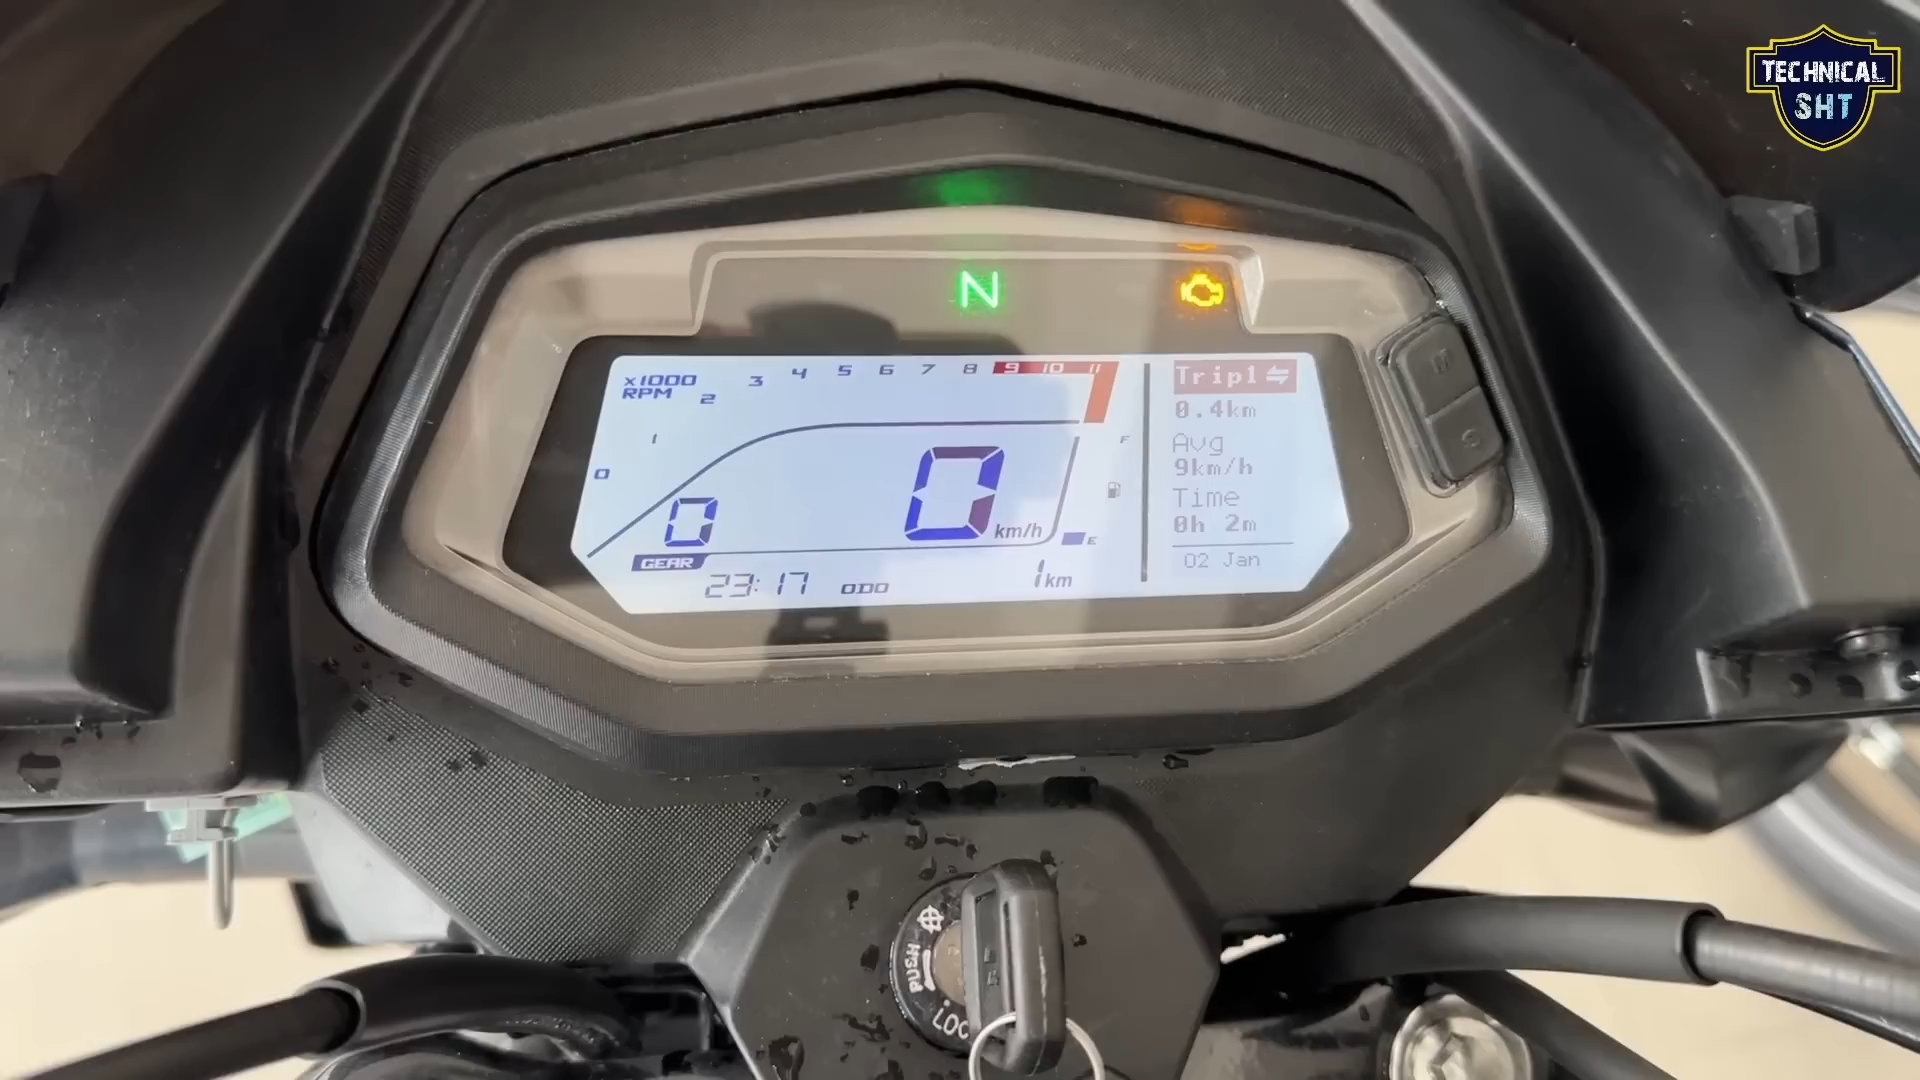 TECHNICAL
SHT
N
x1000
RPM
0 1 2 3 4 5 6 7 8 9 10 11
Trip1
0.4km
Avg
9km/h
Time
0h 2m
02 Jan
F
E
0
GEAR
0 km/h
23:17 ODO 1km
M
S
PUSH
LOC